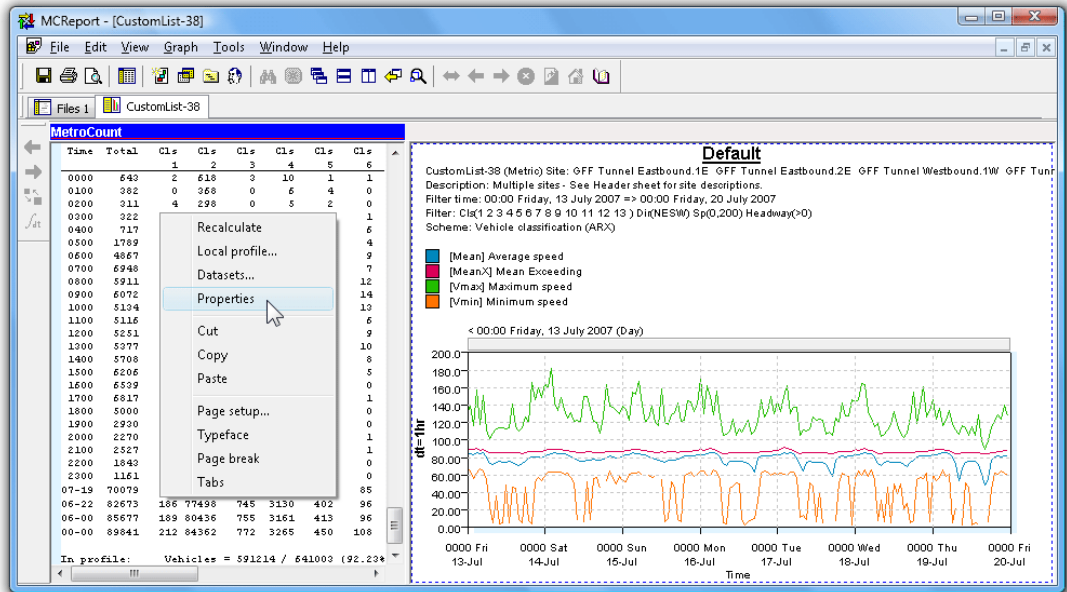 MCReport - [CustomList-38]
File Edit View Graph Tools Window Help
Files 1 CustomList-38
MetroCount
Time Total Cls Cls Cls Cls Cls Cls
1 2 3 4 5 6
0000 643 2 618 3 10 1 1
0100 382 0 368 0 6 4 0
0200 311 4 298 0 5 2 0
0300 322 1
0400 717 6
0500 1789 4
0600 4867 9
0700 6948 7
0800 5911 12
0900 6072 14
1000 5134 13
1100 5116 6
1200 5251 9
1300 5377 10
1400 5708 8
1500 6206 5
1600 6539 0
1700 6817 1
1800 5000 0
1900 2930 0
2000 2270 1
2100 2527 1
2200 1843 0
2300 1161 0
07-19 70079 85
06-22 82673 186 77498 745 3130 402 96
06-00 85677 189 80436 755 3161 413 96
00-00 89841 212 84362 772 3265 450 108
In profile: Vehicles = 591214 / 641003 (92.23%
Recalculate
Local profile...
Datasets...
Properties
Cut
Copy
Paste
Page setup...
Typeface
Page break
Tabs
Default
CustomList-38 (Metric) Site: GFF Tunnel Eastbound.1E GFF Tunnel Eastbound.2E GFF Tunnel Westbound.1W GFF Tunr
Description: Multiple sites - See Header sheet for site descriptions.
Filter time: 00:00 Friday, 13 July 2007 => 00:00 Friday, 20 July 2007
Filter: Cls(1 2 3 4 5 6 7 8 9 10 11 12 13 ) Dir(NESW) Sp(0,200) Headway(>0)
Scheme: Vehicle classification (ARX)
[Mean] Average speed
[MeanX] Mean Exceeding
[Vmax] Maximum speed
[Vmin] Minimum speed
< 00:00 Friday, 13 July 2007 (Day)
200.0
180.0
160.0
140.0
120.0
100.0
80.00
60.00
40.00
20.00
0.00
dt=1hr
0000 Fri 0000 Sat 0000 Sun 0000 Mon 0000 Tue 0000 Wed 0000 Thu 0000 Fri
13-Jul 14-Jul 15-Jul 16-Jul 17-Jul 18-Jul 19-Jul 20-Jul
Time